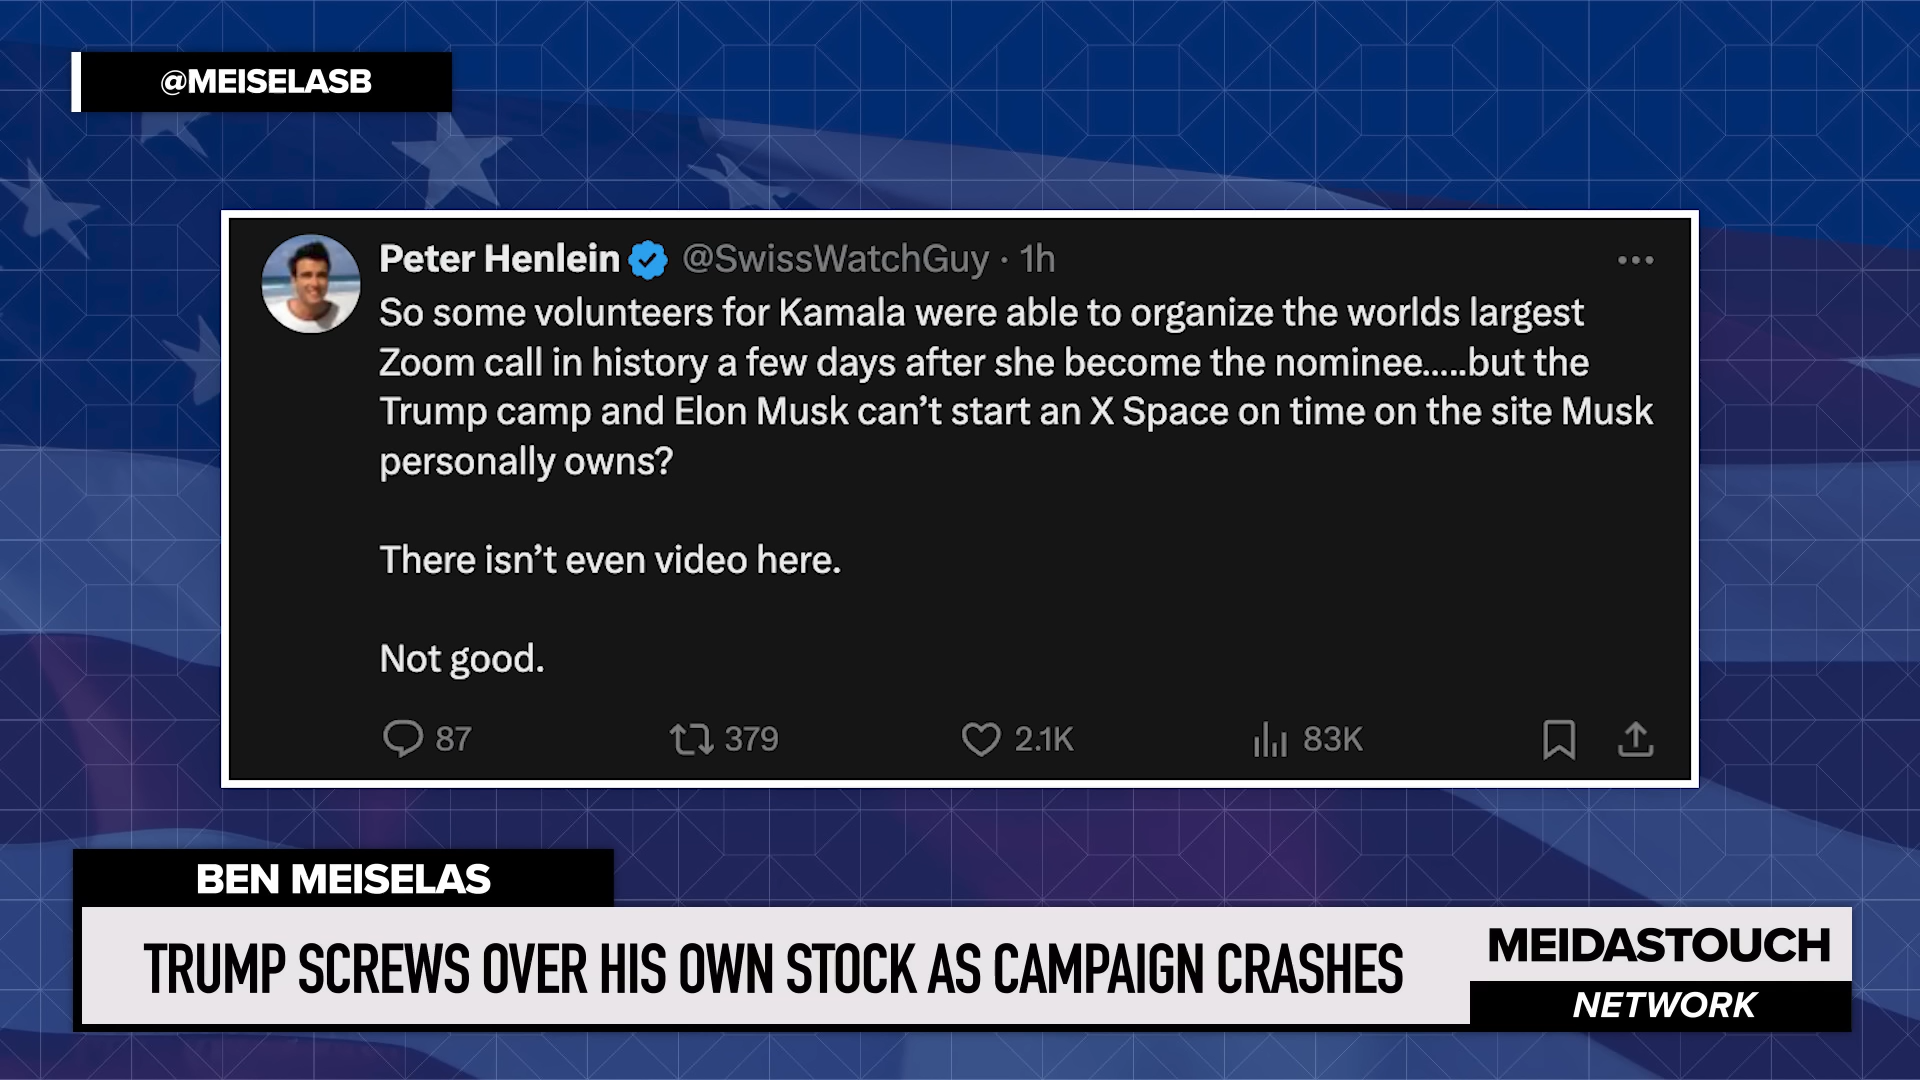 @MEISELASB
Peter Henlein @SwissWatchGuy · 1h
So some volunteers for Kamala were able to organize the worlds largest
Zoom call in history a few days after she become the nominee.....but the
Trump camp and Elon Musk can’t start an X Space on time on the site Musk
personally owns?
There isn’t even video here.
Not good.
87 379 2.1K 83K
BEN MEISELAS
TRUMP SCREWS OVER HIS OWN STOCK AS CAMPAIGN CRASHES
MEIDASTOUCH
NETWORK